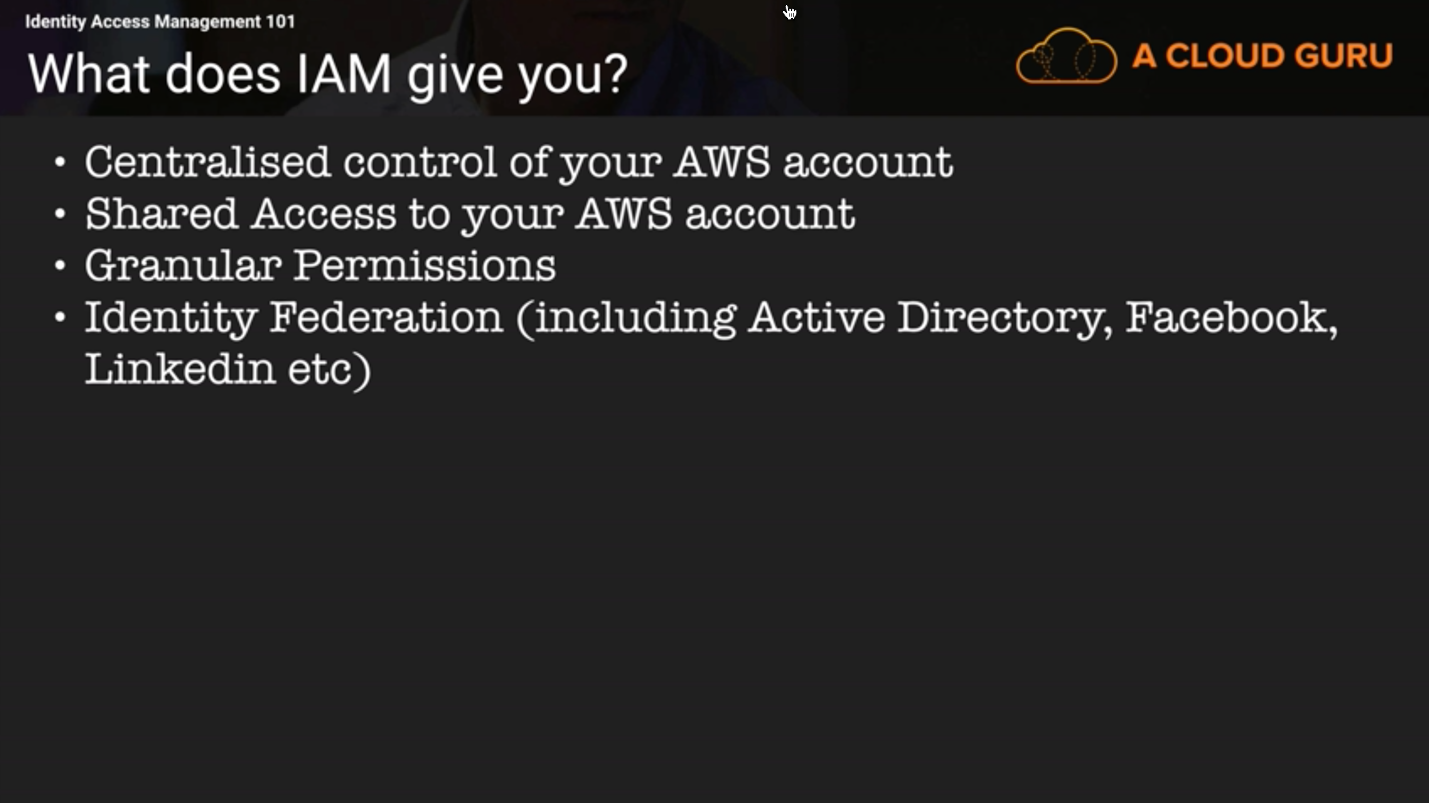 Identity Access Management 101
What does IAM give you?
A CLOUD GURU
• Centralised control of your AWS account
• Shared Access to your AWS account
• Granular Permissions
• Identity Federation (including Active Directory, Facebook,
Linkedin etc)